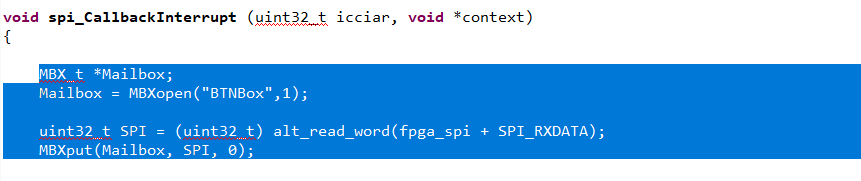 void spi_CallbackInterrupt (uint32_t icciar, void *context)
{
MBX_t *Mailbox;
Mailbox = MBXopen("BTNBox",1);
uint32_t SPI = (uint32_t) alt_read_word(fpga_spi + SPI_RXDATA);
MBXput(Mailbox, SPI, 0);